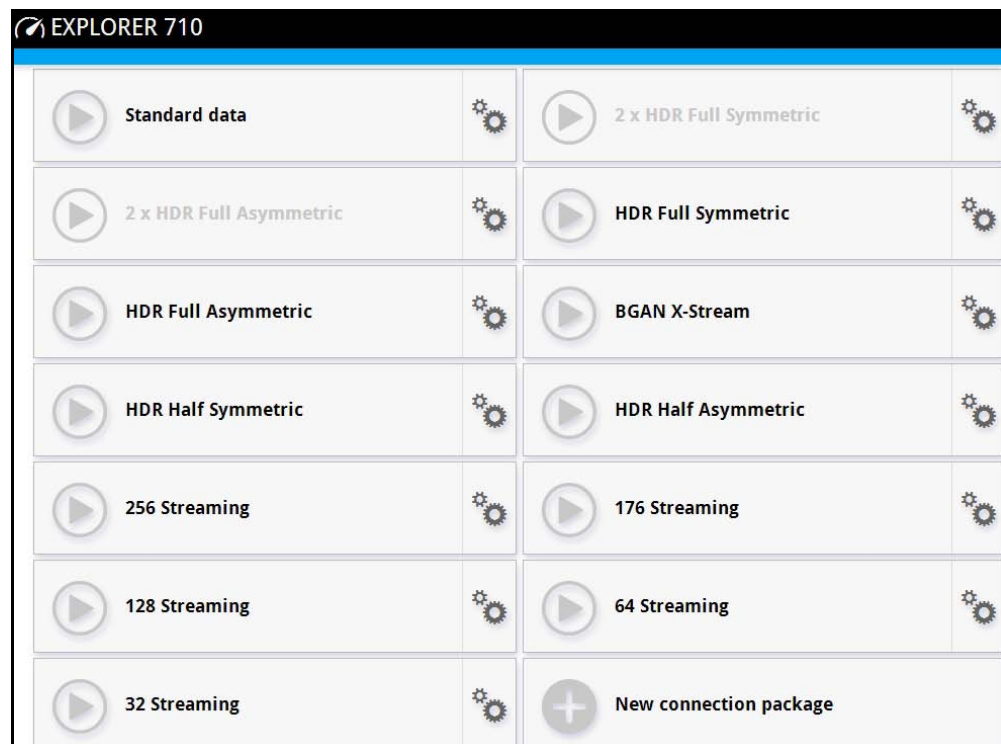 EXPLORER 710
Standard data
2 x HDR Full Symmetric
2 x HDR Full Asymmetric
HDR Full Symmetric
HDR Full Asymmetric
BGAN X-Stream
HDR Half Symmetric
HDR Half Asymmetric
256 Streaming
176 Streaming
128 Streaming
64 Streaming
32 Streaming
New connection package